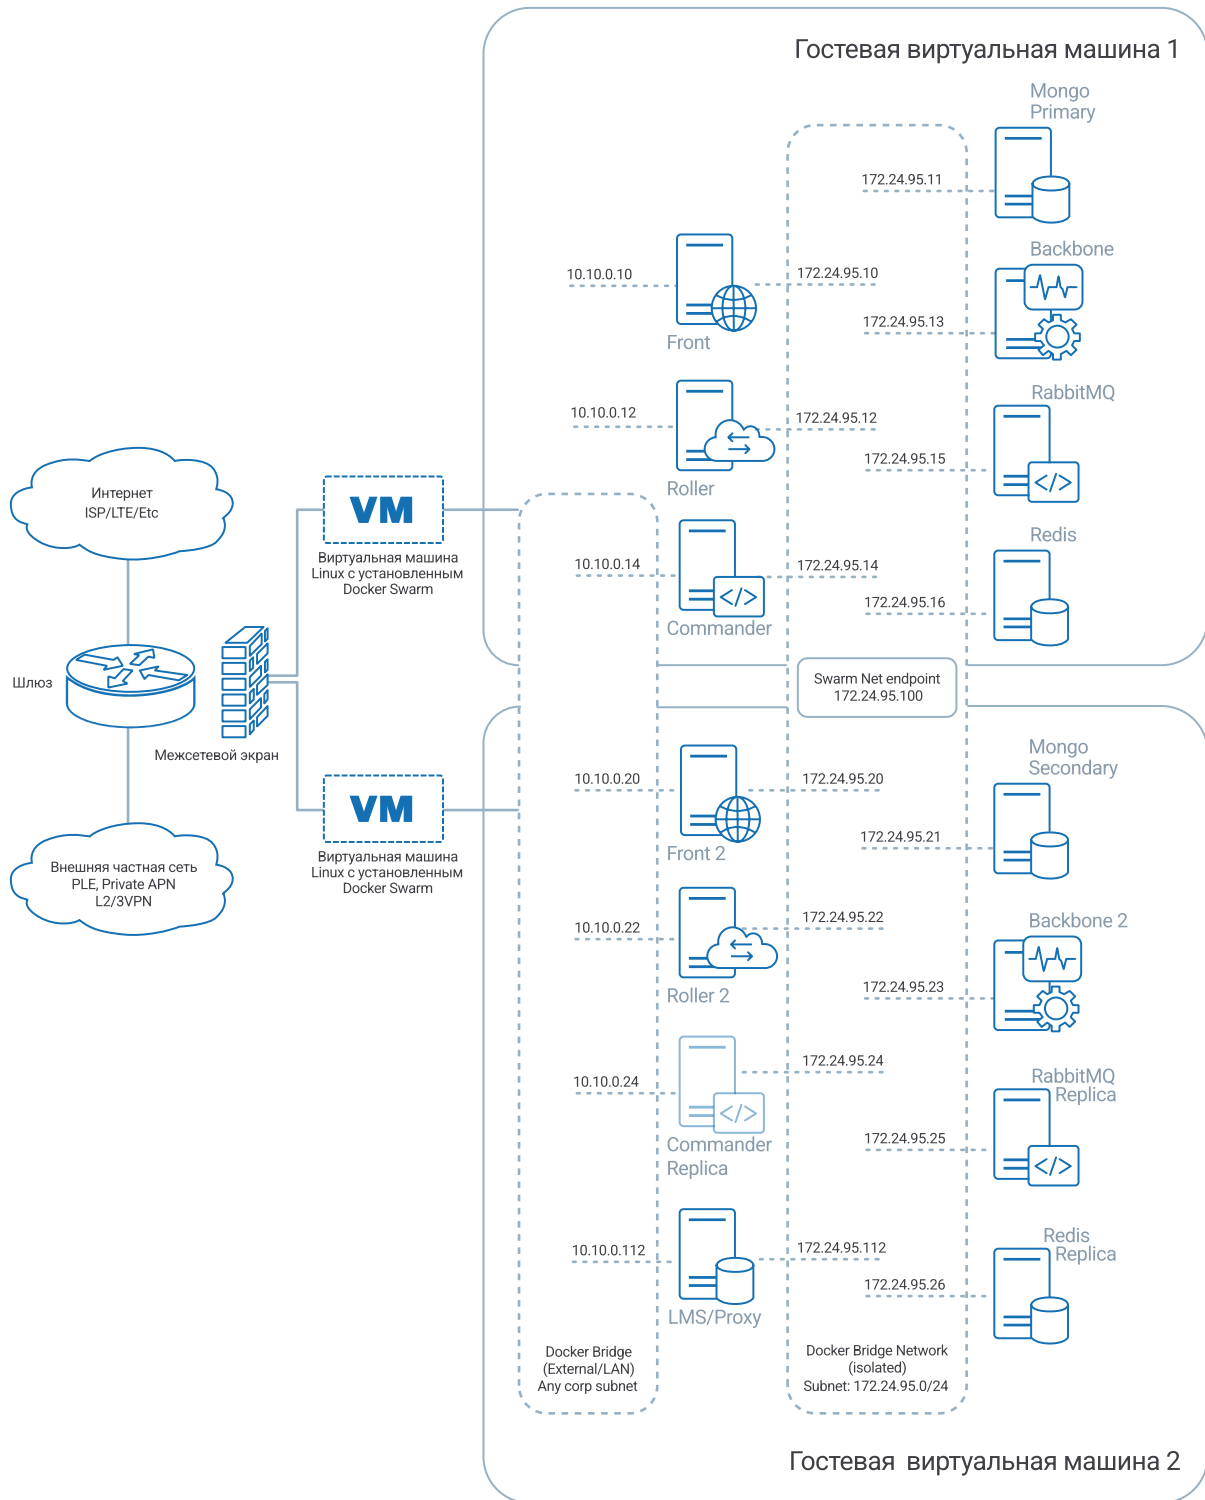 Гостевая виртуальная машина 1
Mongo
Primary
172.24.95.11
Backbone
10.10.0.10
172.24.95.10
172.24.95.13
Front
RabbitMQ
10.10.0.12
172.24.95.12
172.24.95.15
Roller
Интернет
ISP/LTE/Etc
VM
Виртуальная машина
Linux с установленным
Docker Swarm
Redis
10.10.0.14
172.24.95.14
</>
</>
172.24.95.16
Commander
Шлюз
Межсетевой экран
Swarm Net endpoint
172.24.95.100
Mongo
Secondary
10.10.0.20
172.24.95.20
VM
172.24.95.21
Front 2
Виртуальная машина
Linux с установленным
Docker Swarm
Внешняя частная сеть
PLE, Private APN
L2/3VPN
10.10.0.22
172.24.95.22
Backbone 2
172.24.95.23
Roller 2
172.24.95.24
RabbitMQ
Replica
10.10.0.24
</>
172.24.95.25
Commander
Replica
</>
Redis
Replica
10.10.0.112
172.24.95.112
172.24.95.26
LMS/Proxy
Docker Bridge
(External/LAN)
Any corp subnet
Docker Bridge Network
(isolated)
Subnet: 172.24.95.0/24
Гостевая виртуальная машина 2